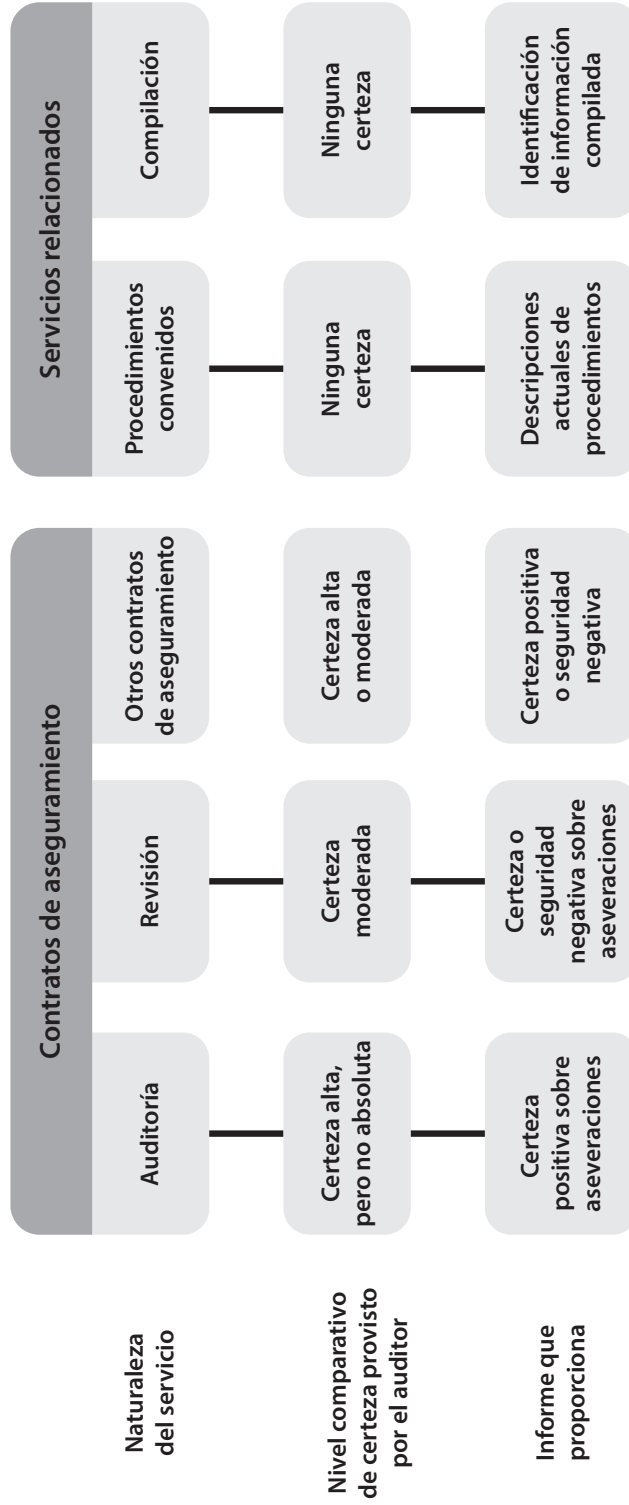 Contratos de aseguramiento
Servicios relacionados
Naturaleza
del servicio
Auditoría
Revisión
Otros contratos
de aseguramiento
Procedimientos
convenidos
Compilación
Nivel comparativo
de certeza provisto
por el auditor
Certeza alta,
pero no absoluta
Certeza
moderada
Certeza alta
o moderada
Ninguna
certeza
Ninguna
certeza
Informe que
proporciona
Certeza
positiva sobre
aseveraciones
Certeza o
seguridad
negativa sobre
aseveraciones
Certeza positiva
o seguridad
negativa
Descripciones
actuales de
procedimientos
Identificación
de información
compilada